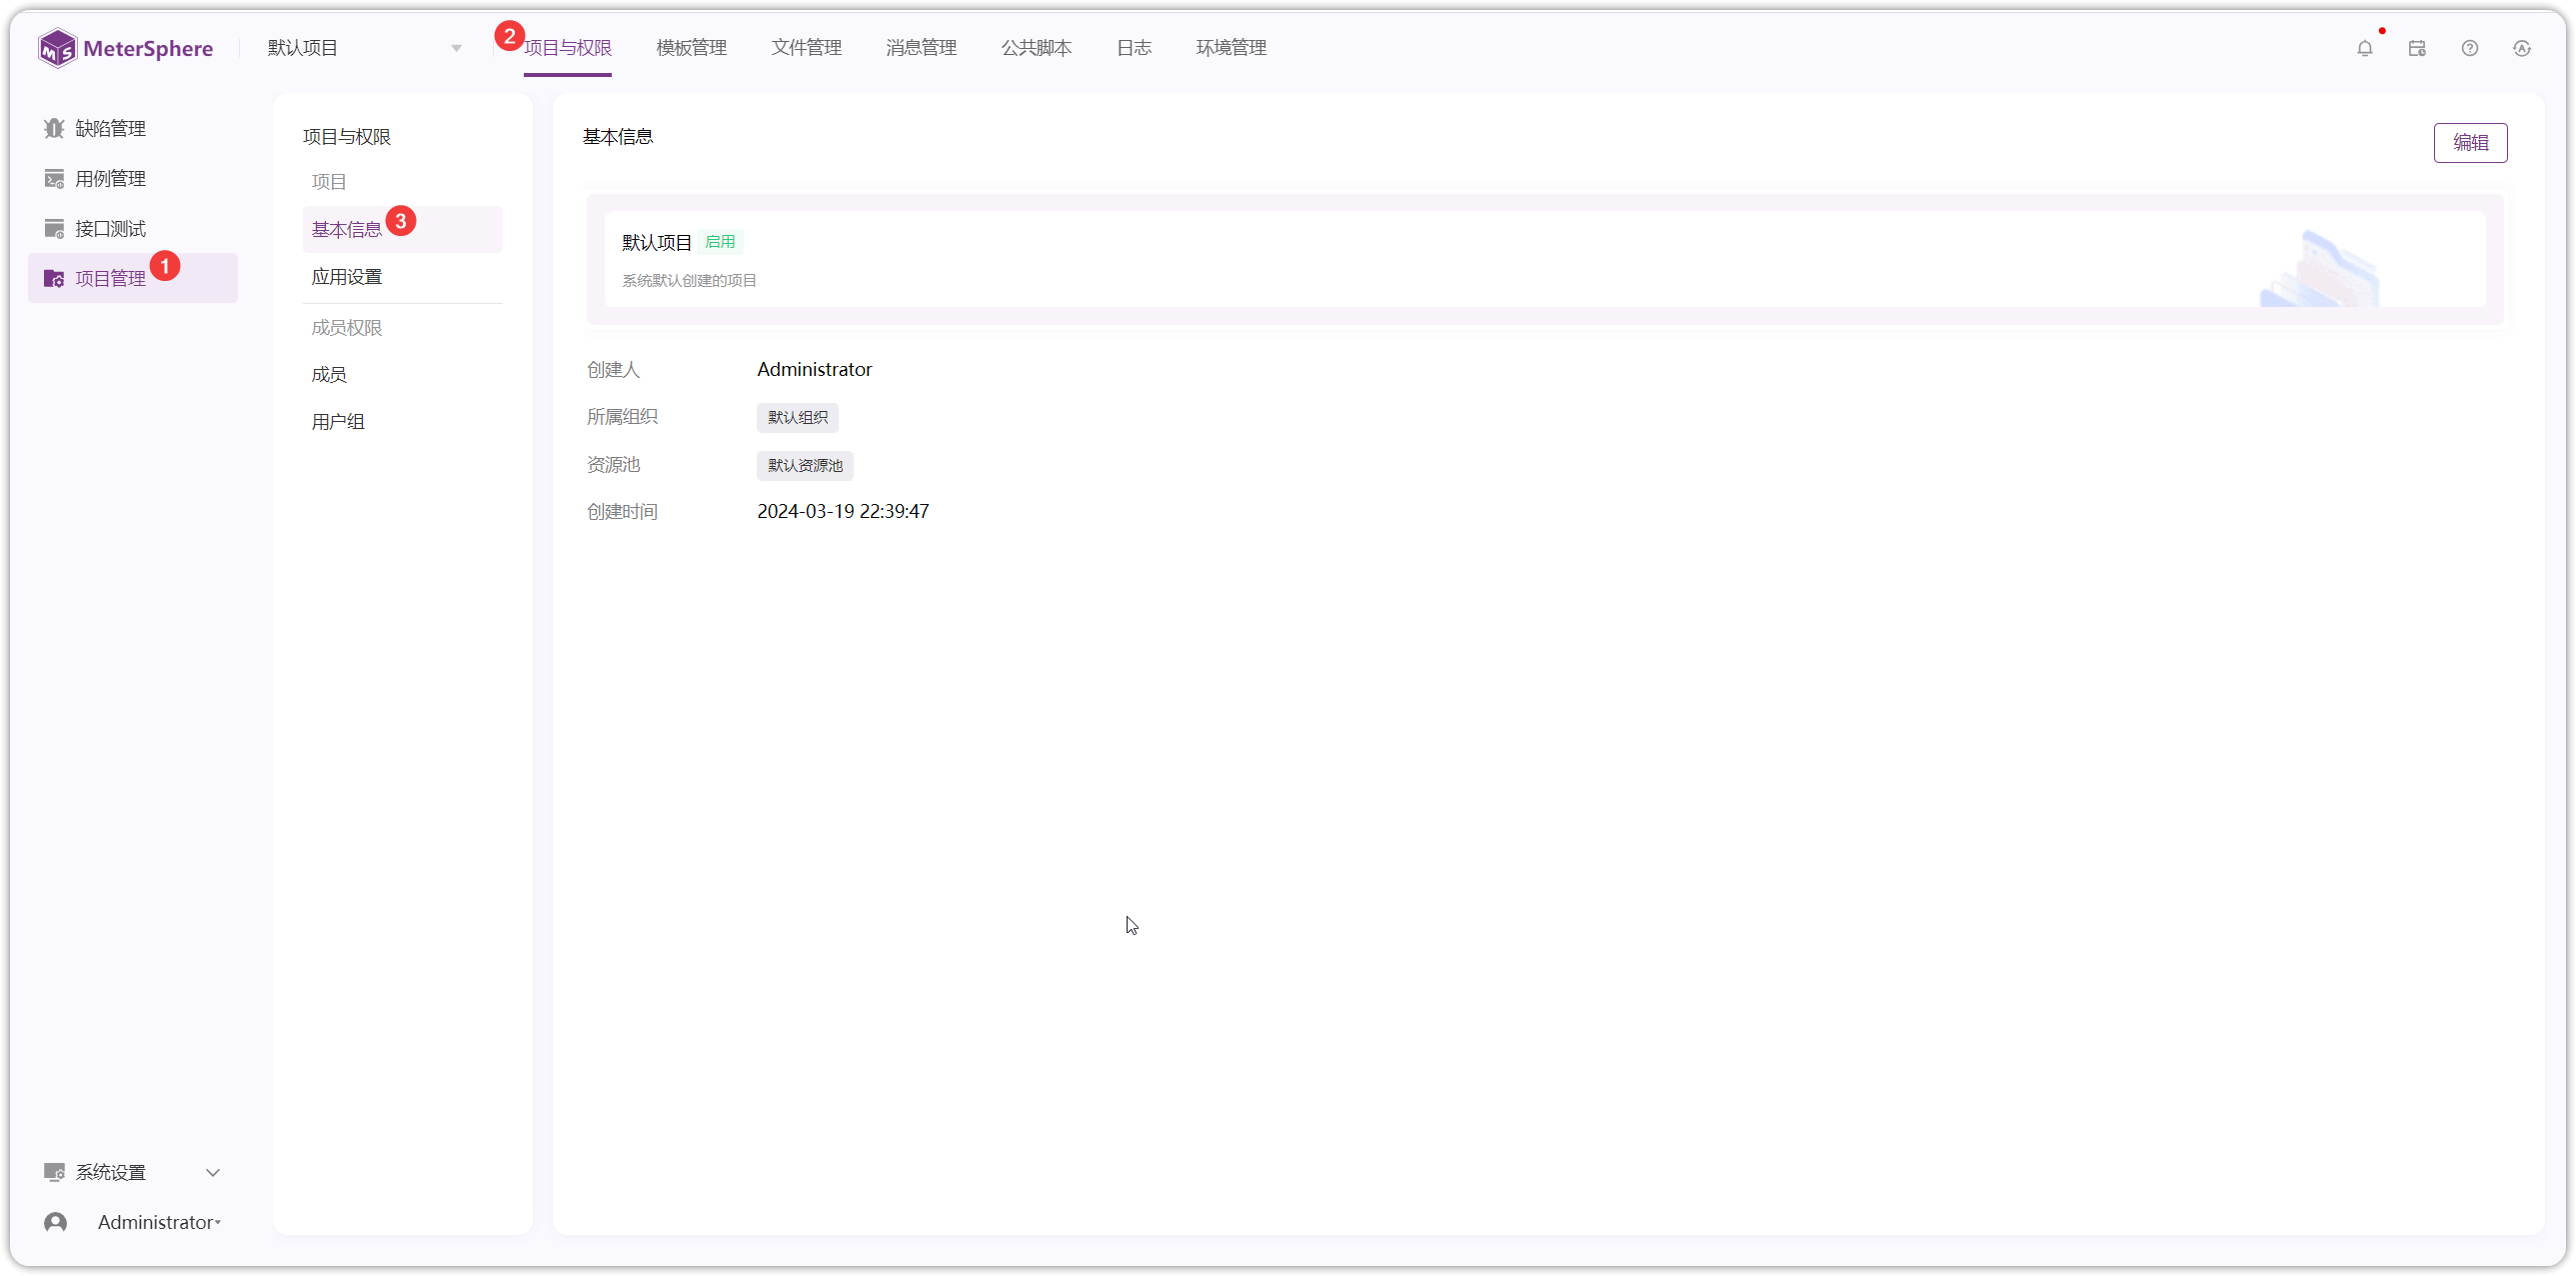 MeterSphere
默认项目
2
项目与权限
模板管理
文件管理
消息管理
公共脚本
日志
环境管理
缺陷管理
用例管理
接口测试
项目管理
1
系统设置
Administrator
项目与权限
项目
基本信息
3
应用设置
成员权限
成员
用户组
基本信息
编辑
默认项目 启用
系统默认创建的项目
创建人 Administrator
所属组织 默认组织
资源池 默认资源池
创建时间 2024-03-19 22:39:47